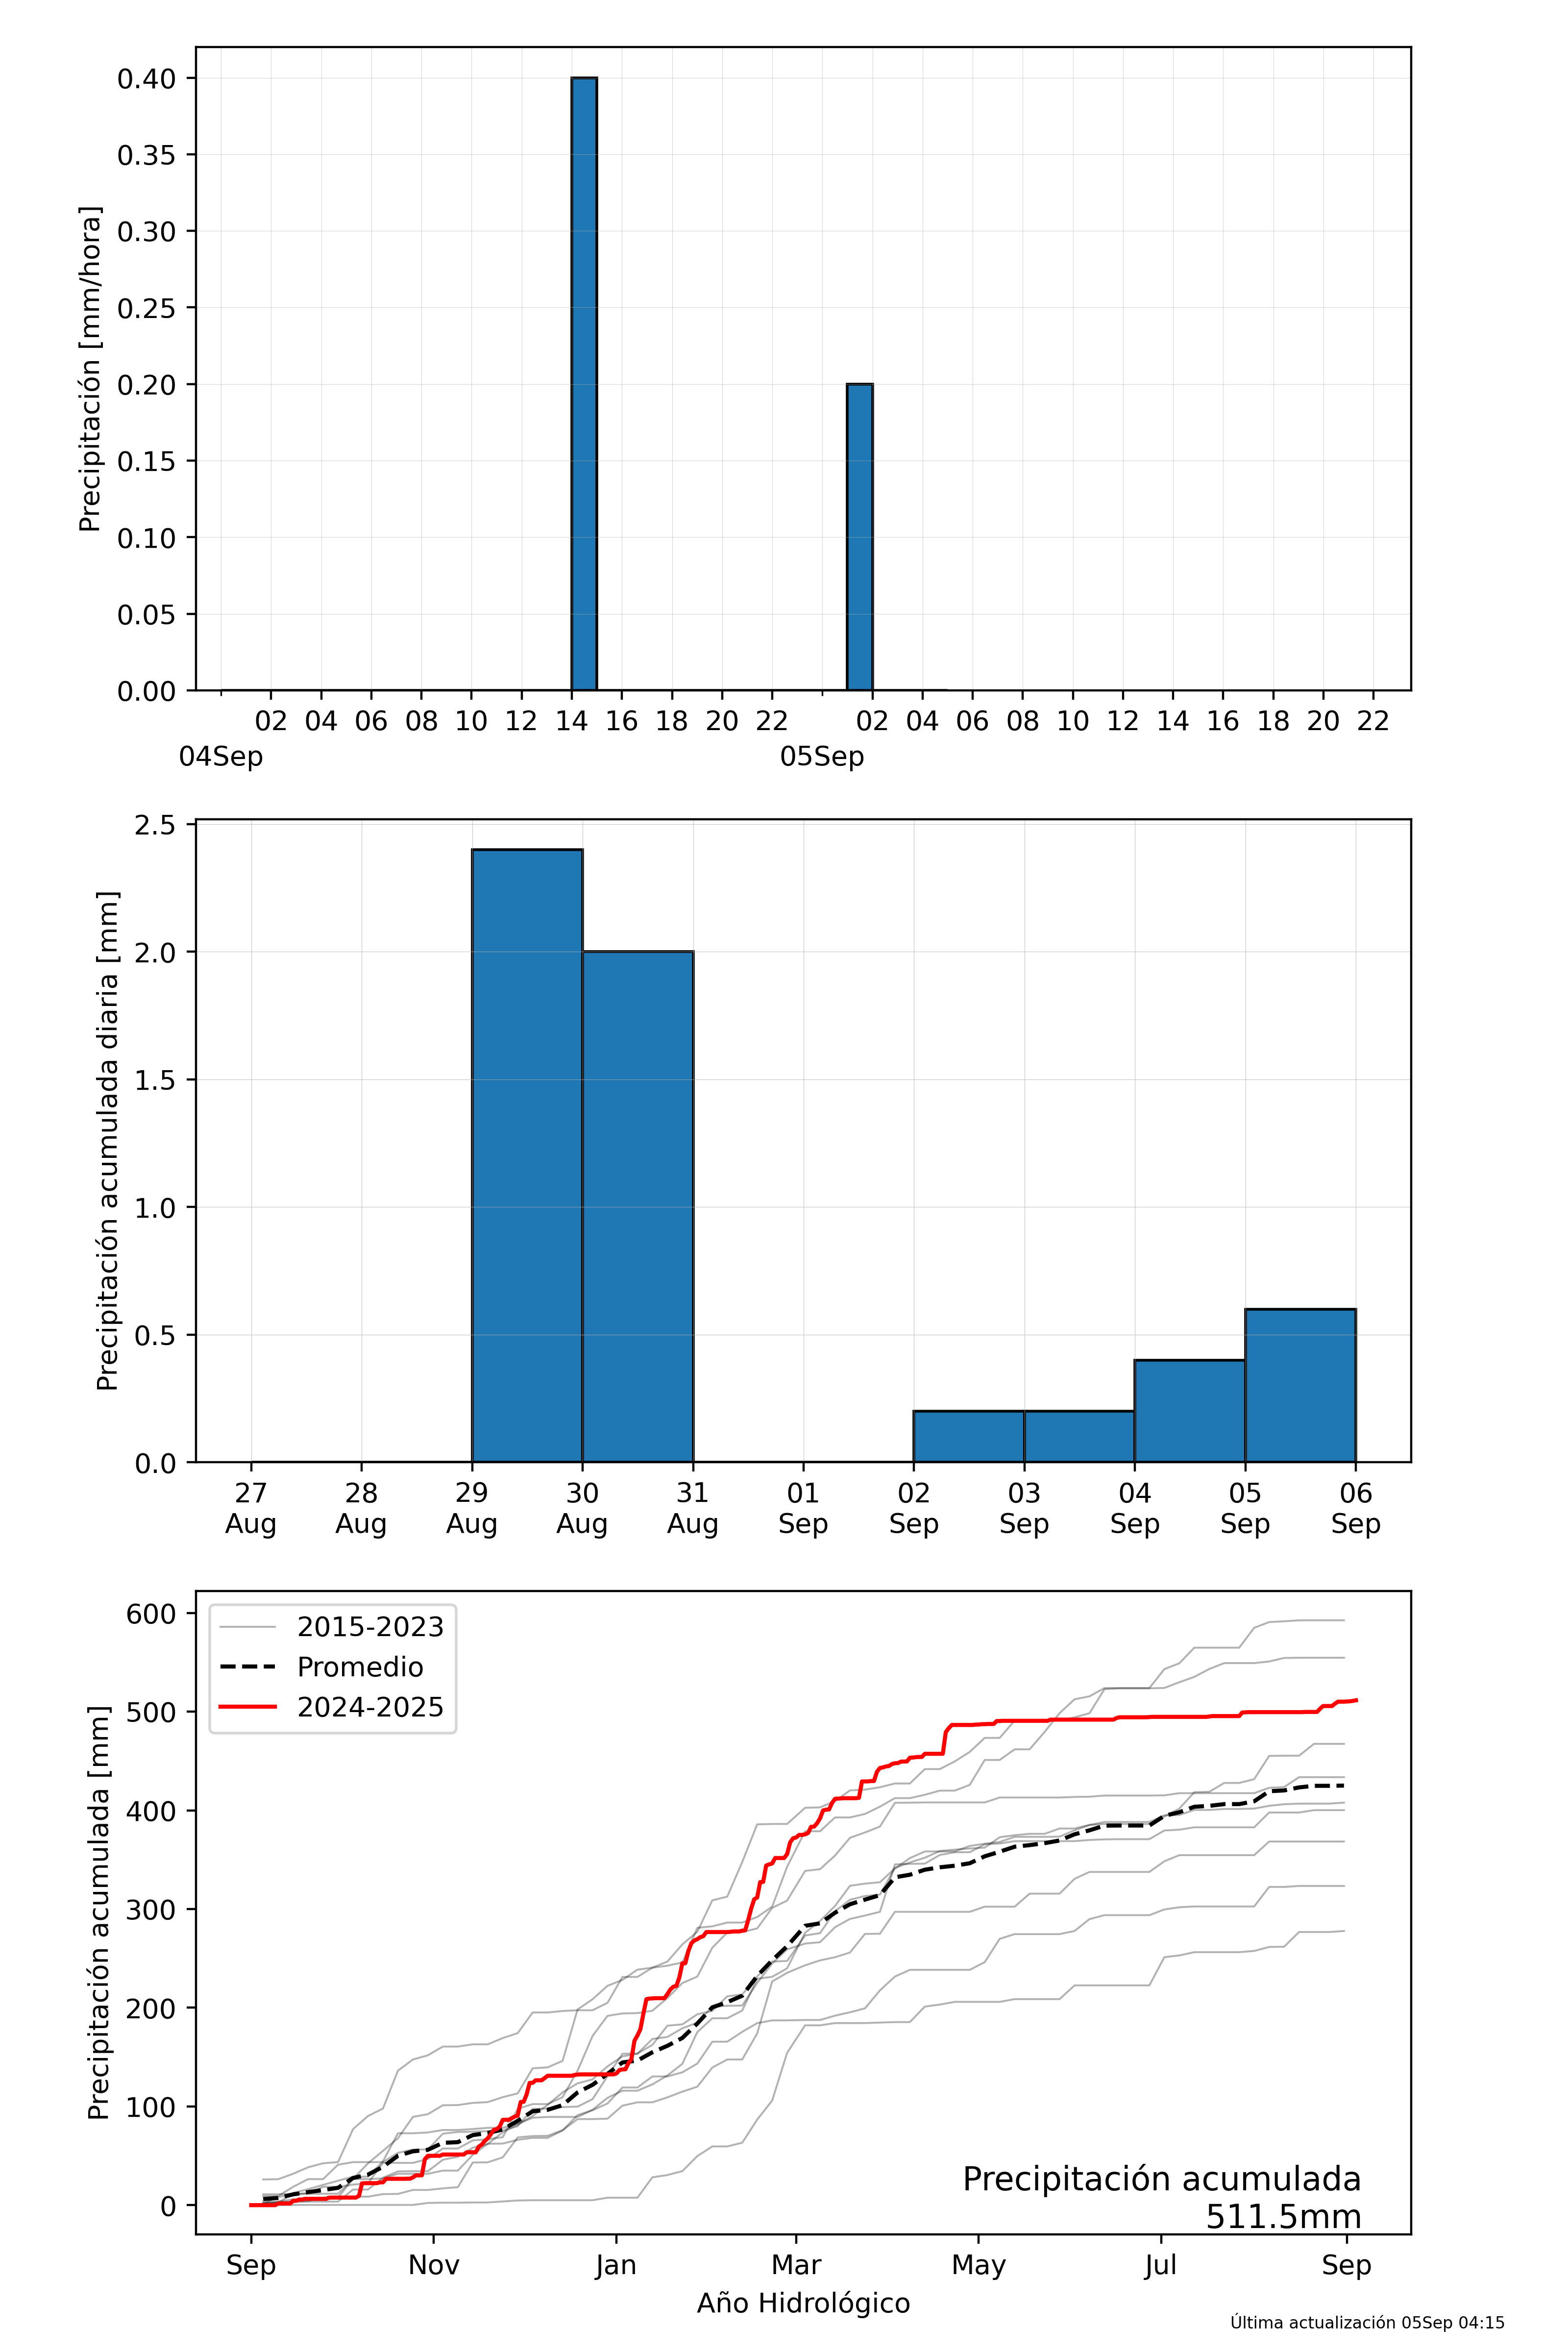 0.40
0.35
0.30
0.25
0.20
0.15
0.10
0.05
0.00
Precipitación [mm/hora]
02 04 06 08 10 12 14 16 18 20 22 02 04 06 08 10 12 14 16 18 20 22
04Sep 05Sep
2.5
2.0
1.5
1.0
0.5
0.0
Precipitación acumulada diaria [mm]
27 28 29 30 31 01 02 03 04 05 06
Aug Aug Aug Aug Aug Sep Sep Sep Sep Sep Sep
600
500
400
300
200
100
0
Precipitación acumulada [mm]
2015-2023
Promedio
2024-2025
Precipitación acumulada
511.5mm
Sep Nov Jan Mar May Jul Sep
Año Hidrológico
Última actualización 05Sep 04:15